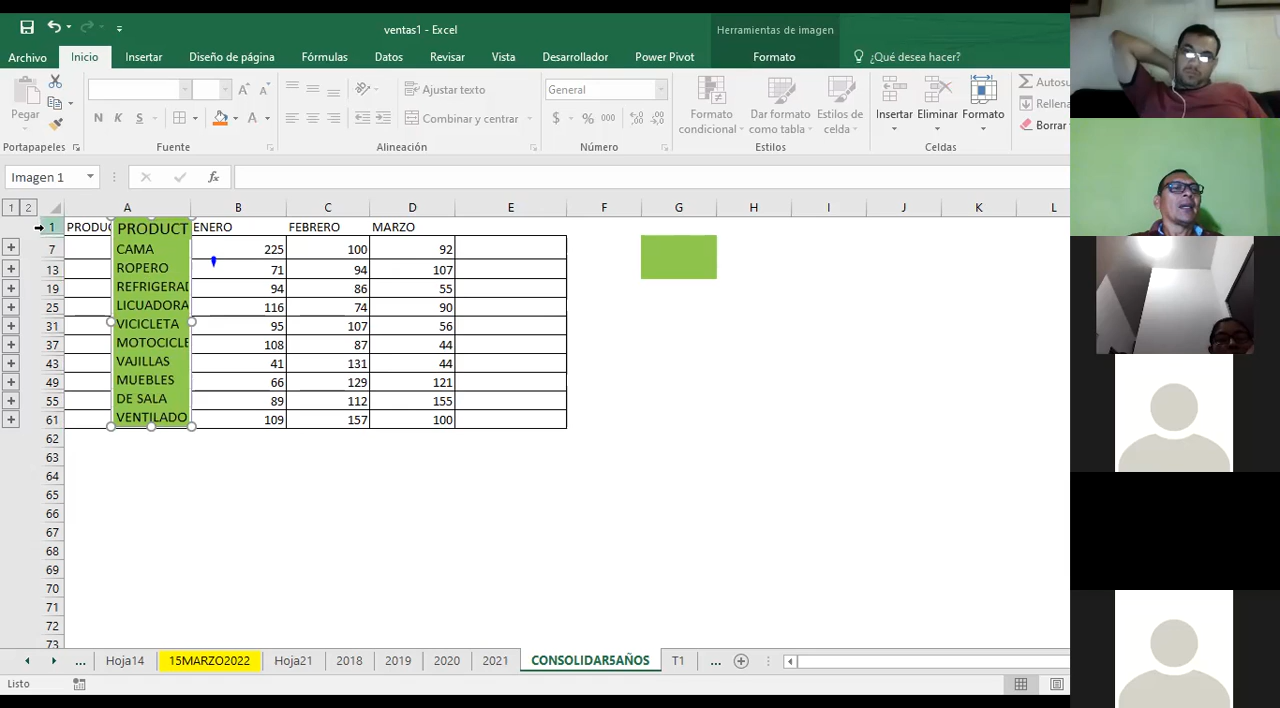 ventas1 - Excel
Herramientas de imagen
Archivo Inicio Insertar Diseño de página Fórmulas Datos Revisar Vista Desarrollador Power Pivot Formato ¿Qué desea hacer?
Pegar
N K S A
Ajustar texto
Combinar y centrar
General
$ % 000
Formato condicional
Dar formato como tabla
Estilos de celda
Insertar Eliminar Formato
Autosu
Rellena
Borrar
Portapapeles Fuente Alineación Número Estilos Celdas
Imagen 1 fx
1 2 A B C D E F G H I J K L
1 PRODUC PRODUCT ENERO FEBRERO MARZO
7 CAMA 225 100 92
13 ROPERO 71 94 107
19 REFRIGERAD 94 86 55
25 LICUADORA 116 74 90
31 VICICLETA 95 107 56
37 MOTOCICLE 108 87 44
43 VAJILLAS 41 131 44
49 MUEBLES 66 129 121
55 DE SALA 89 112 155
61 VENTILADO 109 157 100
62
63
64
65
66
67
68
69
70
71
72
73
... Hoja14 15MARZO2022 Hoja21 2018 2019 2020 2021 CONSOLIDAR5AÑOS T1 ...
Listo